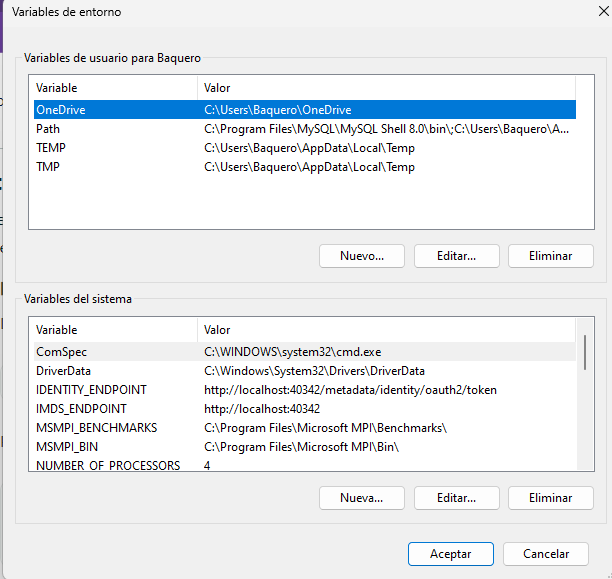 Variables de entorno
Variables de usuario para Baquero
Variable Valor
OneDrive C:\Users\Baquero\OneDrive
Path C:\Program Files\MySQL\MySQL Shell 8.0\bin\;C:\Users\Baquero\A...
TEMP C:\Users\Baquero\AppData\Local\Temp
TMP C:\Users\Baquero\AppData\Local\Temp
Nuevo... Editar... Eliminar
Variables del sistema
Variable Valor
ComSpec C:\WINDOWS\system32\cmd.exe
DriverData C:\Windows\System32\Drivers\DriverData
IDENTITY_ENDPOINT http://localhost:40342/metadata/identity/oauth2/token
IMDS_ENDPOINT http://localhost:40342
MSMPI_BENCHMARKS C:\Program Files\Microsoft MPI\Benchmarks\
MSMPI_BIN C:\Program Files\Microsoft MPI\Bin\
NUMBER_OF_PROCESSORS 4
Nueva... Editar... Eliminar
Aceptar Cancelar